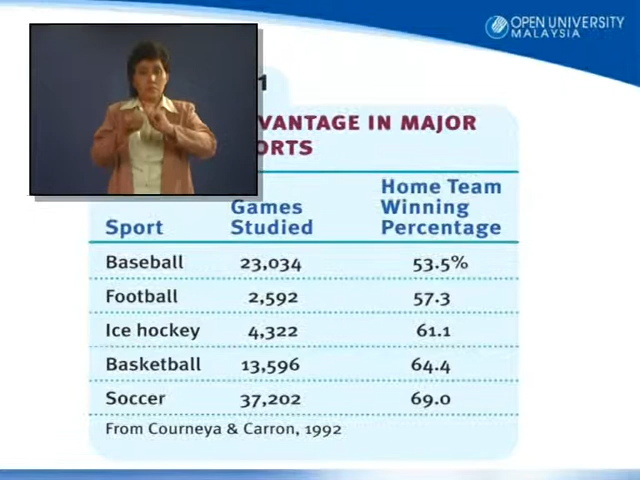 OPEN UNIVERSITY
MALAYSIA
1
VANTAGE IN MAJOR
ORTS
Sport Games Studied Home Team Winning Percentage
Baseball 23,034 53.5%
Football 2,592 57.3
Ice hockey 4,322 61.1
Basketball 13,596 64.4
Soccer 37,202 69.0
From Courneya & Carron, 1992